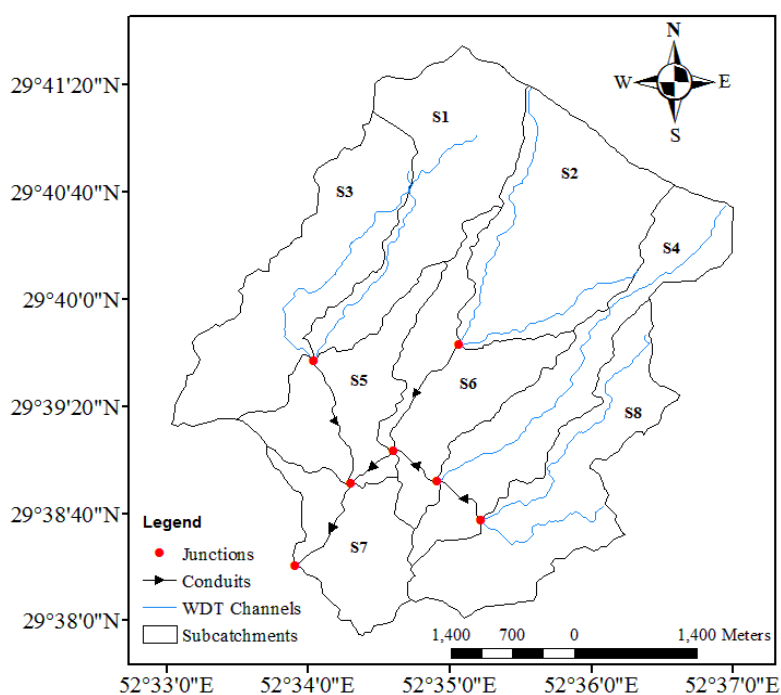 N
W E
S
29°41'20"N
29°40'40"N
29°40'0"N
29°39'20"N
29°38'40"N
29°38'0"N
S1
S2
S3
S4
S5
S6
S8
S7
Legend
Junctions
Conduits
WDT Channels
Subcatchments
1,400 700 0 1,400 Meters
52°33'0"E 52°34'0"E 52°35'0"E 52°36'0"E 52°37'0"E